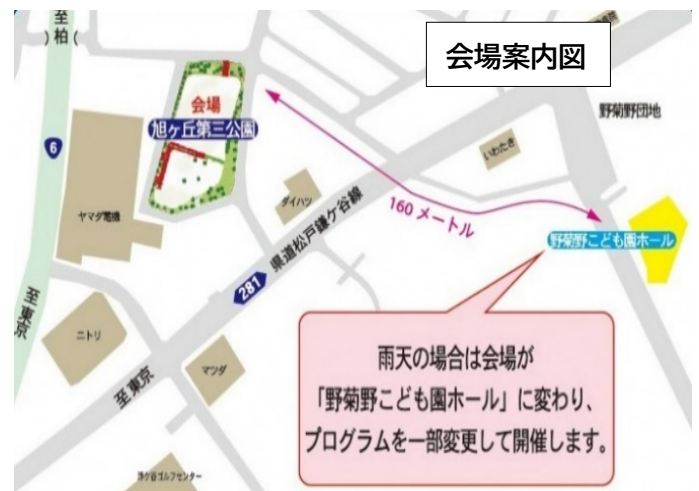 会場案内図
至柏
会場
旭ヶ丘第三公園
野菊野団地
6
いわたき
ダイハツ
ヤマダ電機
160 メートル
県道松戸鎌ケ谷線
野菊野こども園ホール
281
至東京
ニトリ
マツダ
至東京
雨天の場合は会場が
「野菊野こども園ホール」に変わり、
プログラムを一部変更して開催します。